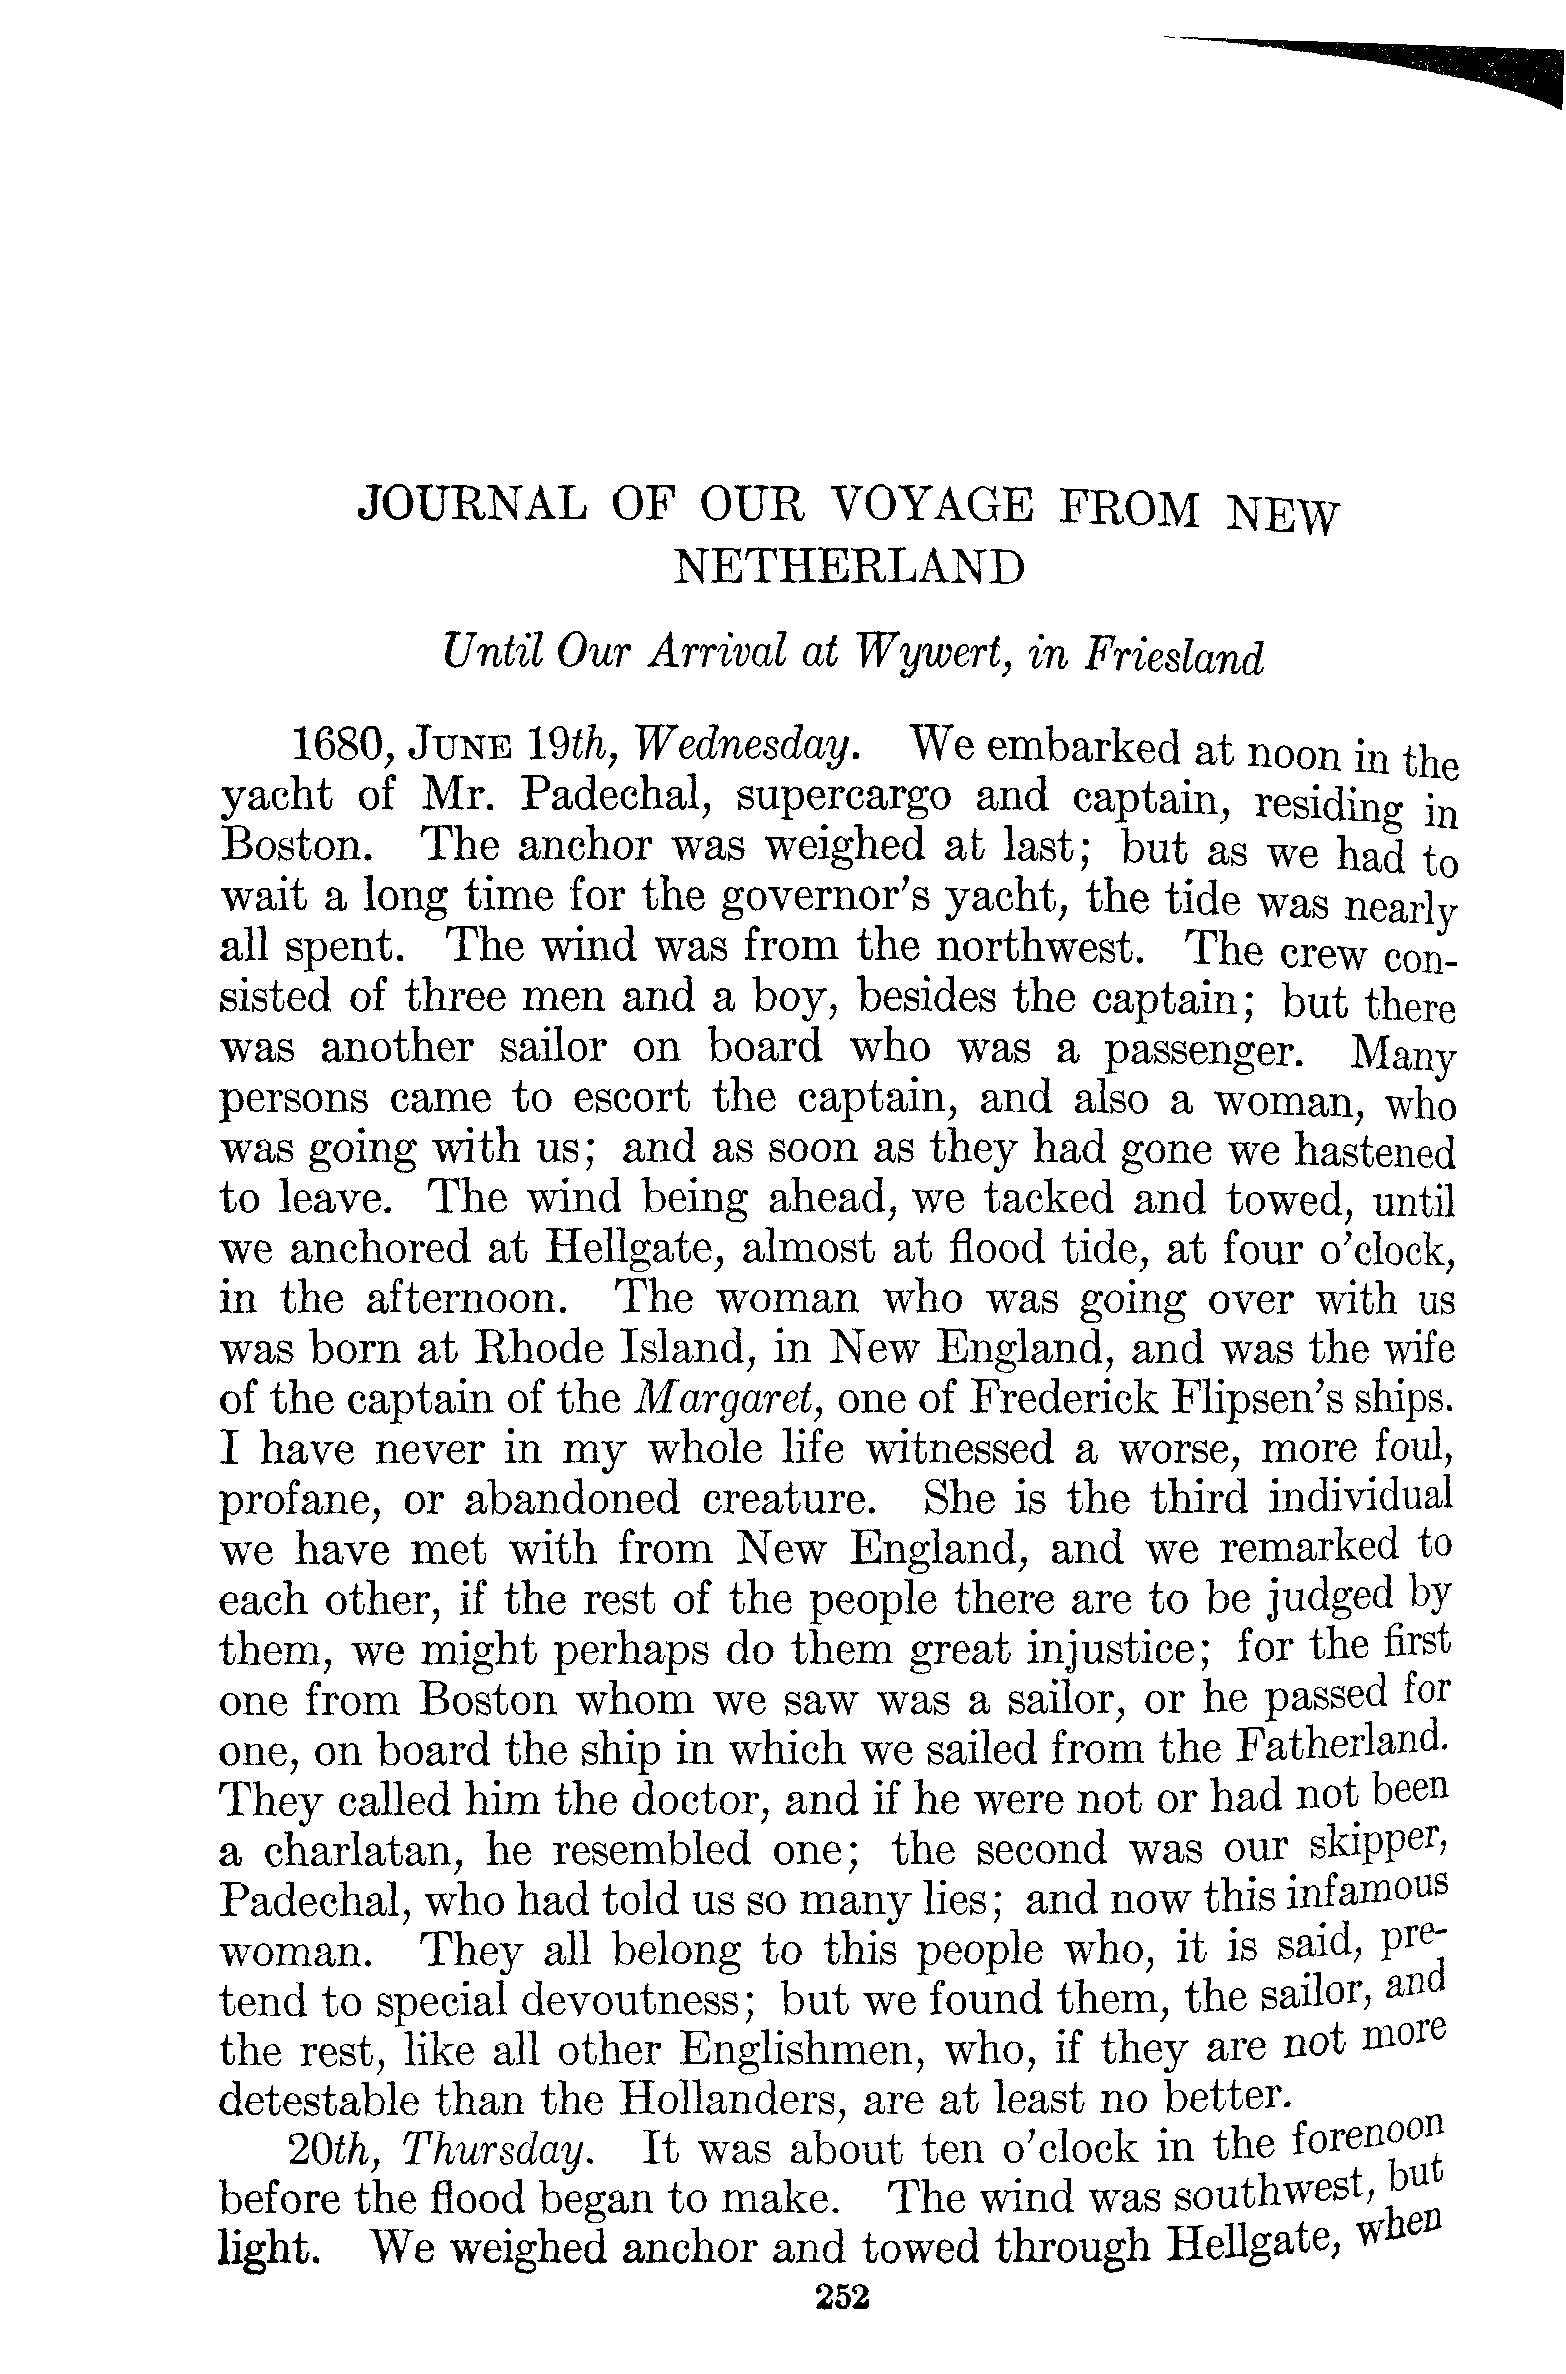 JOURNAL OF OUR VOYAGE FROM NEW
NETHERLAND
Until Our Arrival at Wywert, in Friesland
1680, JUNE 19th, Wednesday. We embarked at noon in the
yacht of Mr. Padechal, supercargo and captain, residing in
Boston. The anchor was weighed at last; but as we had to
wait a long time for the governor's yacht, the tide was nearly
all spent. The wind was from the northwest. The crew con-
sisted of three men and a boy, besides the captain; but there
was another sailor on board who was a passenger. Many
persons came to escort the captain, and also a woman, who
was going with us; and as soon as they had gone we hastened
to leave. The wind being ahead, we tacked and towed, until
we anchored at Hellgate, almost at flood tide, at four o'clock,
in the afternoon. The woman who was going over with us
was born at Rhode Island, in New England, and was the wife
of the captain of the Margaret, one of Frederick Flipsen's ships.
I have never in my whole life witnessed a worse, more foul,
profane, or abandoned creature. She is the third individual
we have met with from New England, and we remarked to
each other, if the rest of the people there are to be judged by
them, we might perhaps do them great injustice; for the first
one from Boston whom we saw was a sailor, or he passed for
one, on board the ship in which we sailed from the Fatherland.
They called him the doctor, and if he were not or had not been
a charlatan, he resembled one; the second was our skipper,
Padechal, who had told us so many lies; and now this infamous
woman. They all belong to this people who, it is said, pre-
tend to special devoutness; but we found them, the sailor, and
the rest, like all other Englishmen, who, if they are not more
detestable than the Hollanders, are at least no better.
20th, Thursday. It was about ten o'clock in the forenoon
before the flood began to make. The wind was southwest, but
light. We weighed anchor and towed through Hellgate, when
252